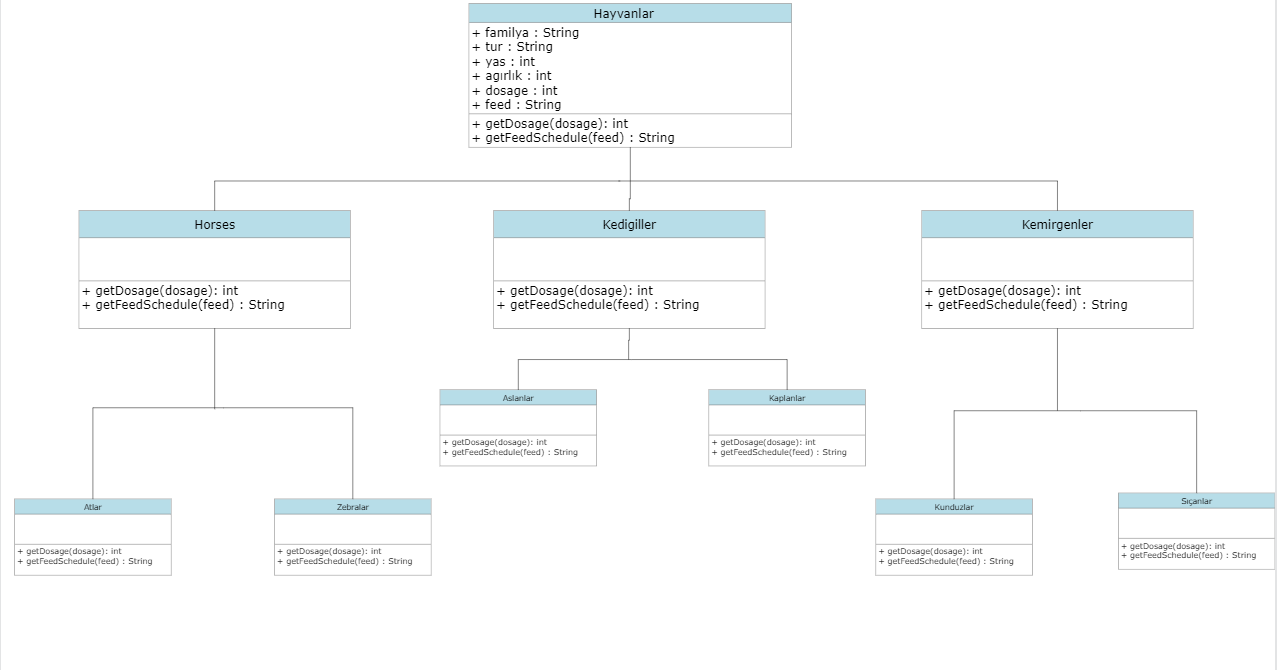 Hayvanlar
+ familya : String
+ tur : String
+ yas : int
+ agırlık : int
+ dosage : int
+ feed : String
+ getDosage(dosage): int
+ getFeedSchedule(feed) : String
Horses
+ getDosage(dosage): int
+ getFeedSchedule(feed) : String
Kedigiller
+ getDosage(dosage): int
+ getFeedSchedule(feed) : String
Kemirgenler
+ getDosage(dosage): int
+ getFeedSchedule(feed) : String
Aslanlar
+ getDosage(dosage): int
+ getFeedSchedule(feed) : String
Kaplanlar
+ getDosage(dosage): int
+ getFeedSchedule(feed) : String
Atlar
+ getDosage(dosage): int
+ getFeedSchedule(feed) : String
Zebralar
+ getDosage(dosage): int
+ getFeedSchedule(feed) : String
Kunduzlar
+ getDosage(dosage): int
+ getFeedSchedule(feed) : String
Sıçanlar
+ getDosage(dosage): int
+ getFeedSchedule(feed) : String